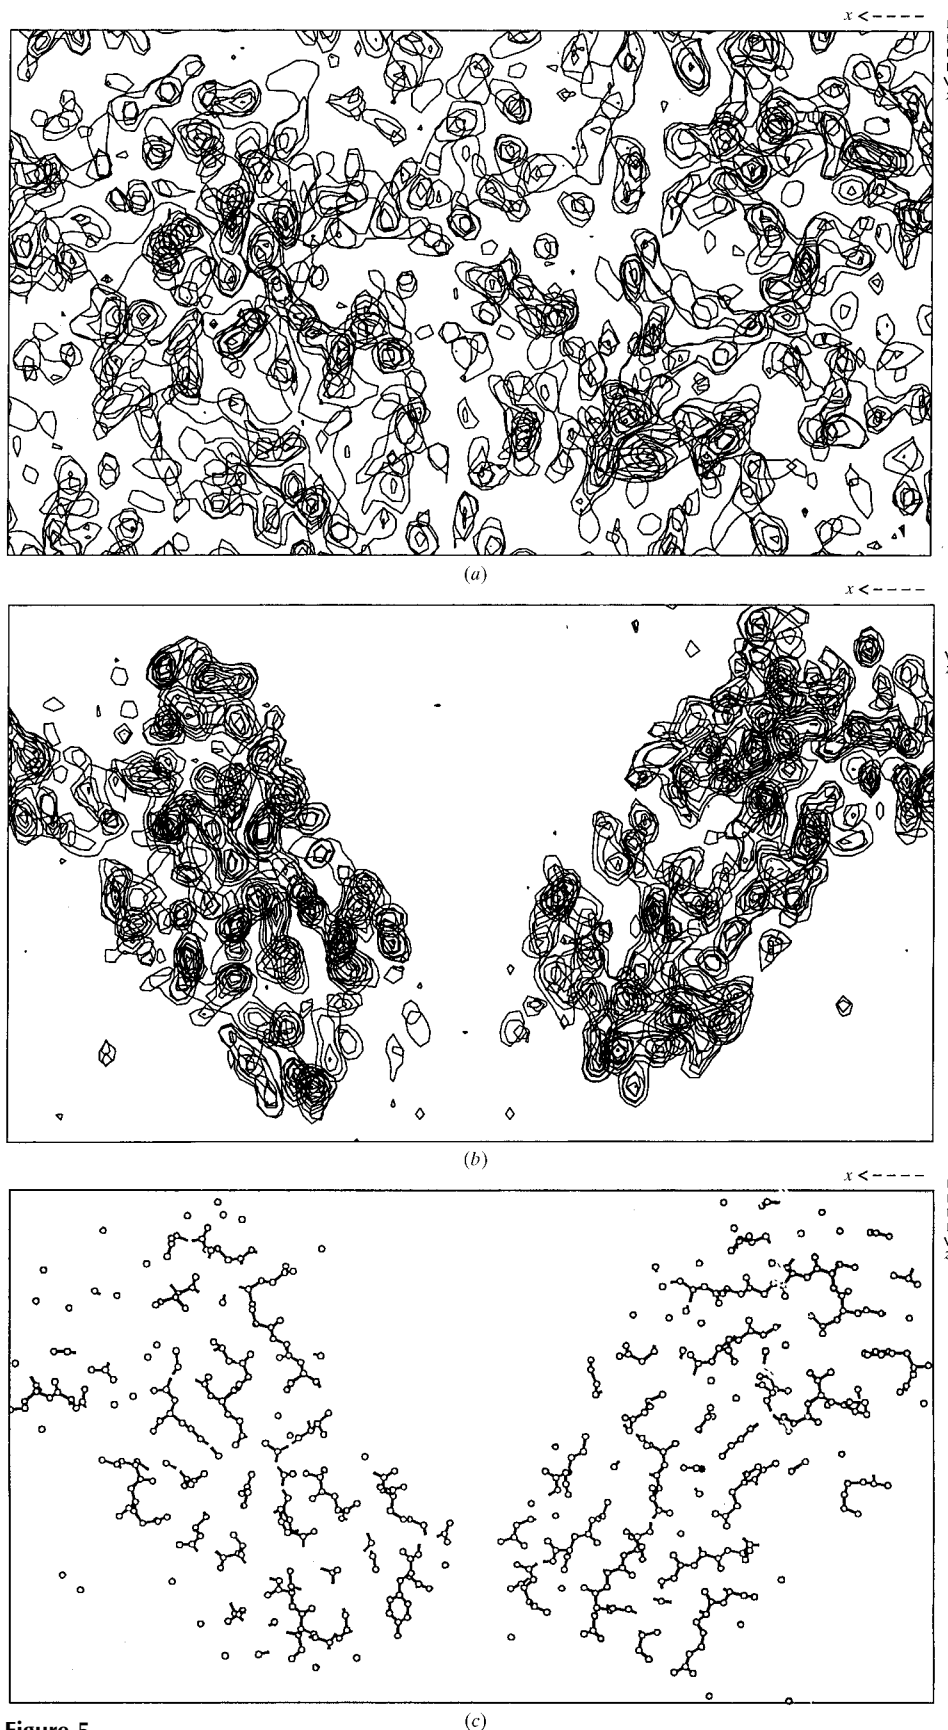 x <----
(a)
x <----
(b)
x <----
(c)
Figure 5